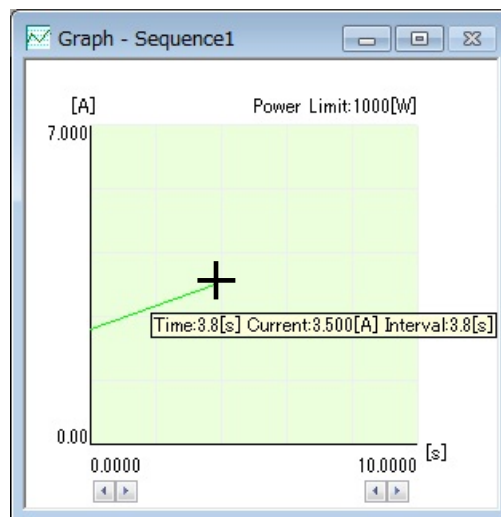 Graph - Sequence1
[A]
Power Limit:1000[W]
7.000
Time:3.8[s] Current:3.500[A] Interval:3.8[s]
0.00
[s]
0.0000
10.0000